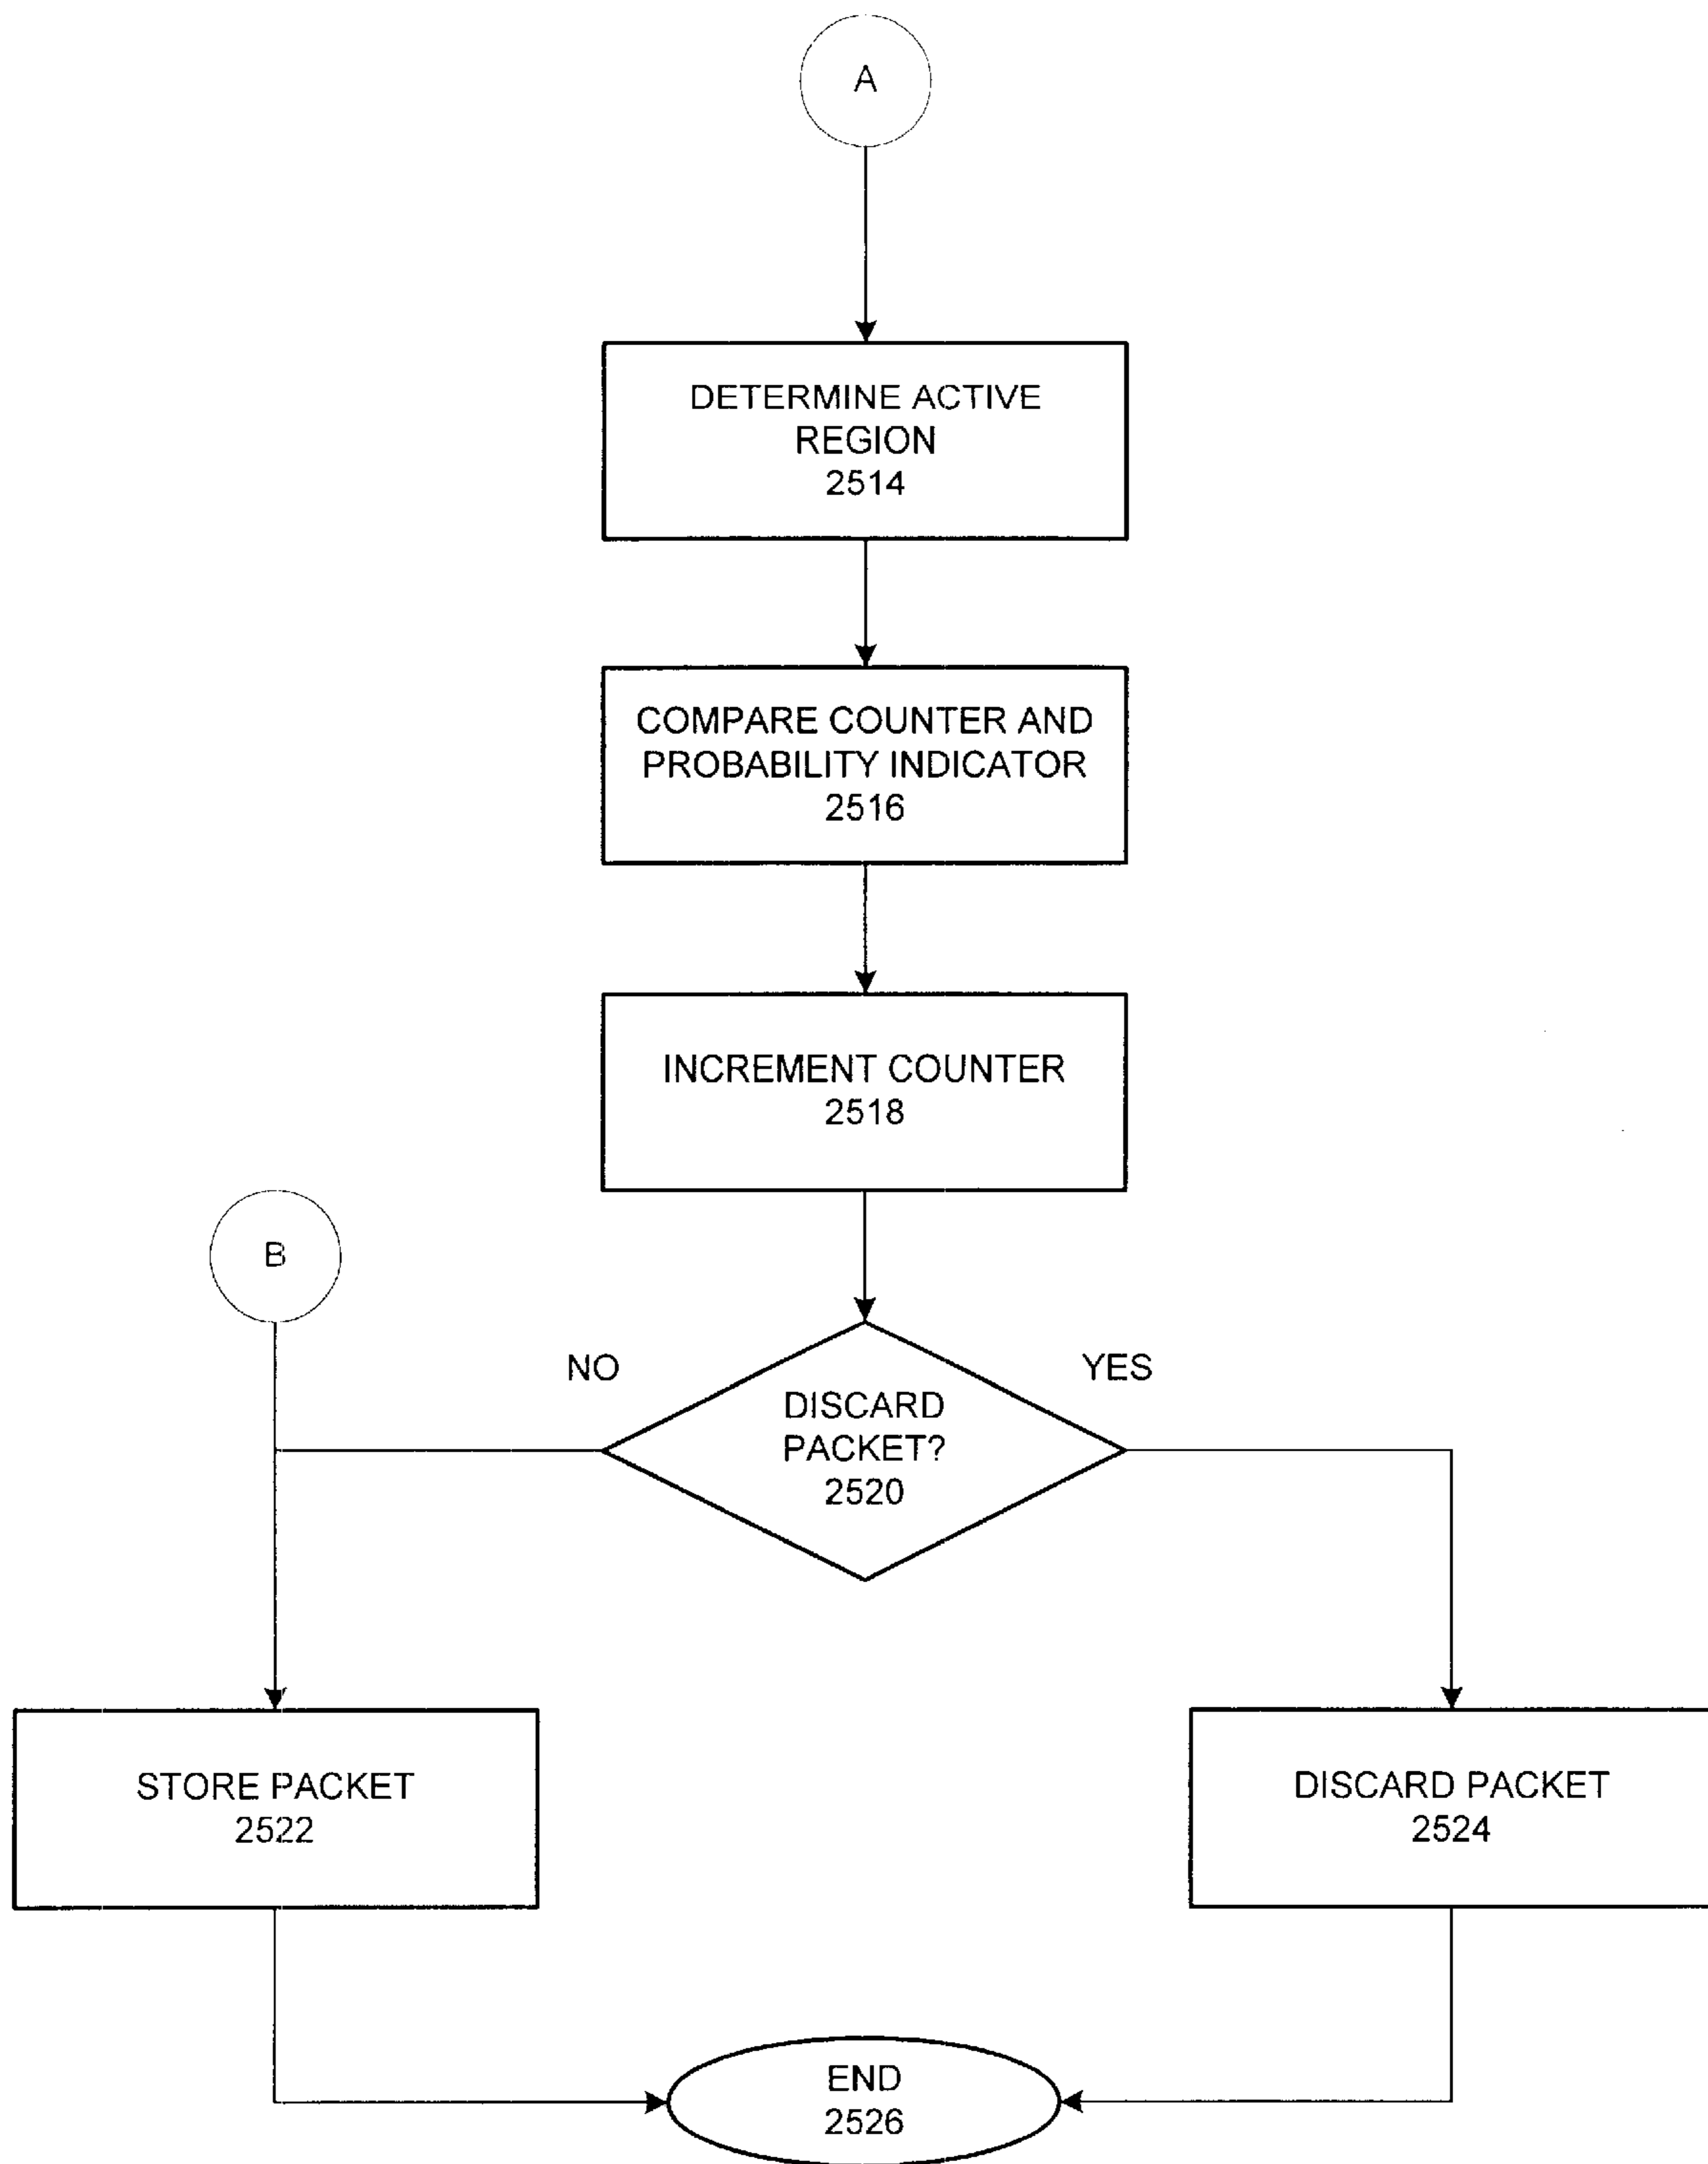 A
DETERMINE ACTIVE
REGION
2514
COMPARE COUNTER AND
PROBABILITY INDICATOR
2516
INCREMENT COUNTER
2518
B
NO
YES
DISCARD
PACKET?
2520
STORE PACKET
2522
DISCARD PACKET
2524
END
2526